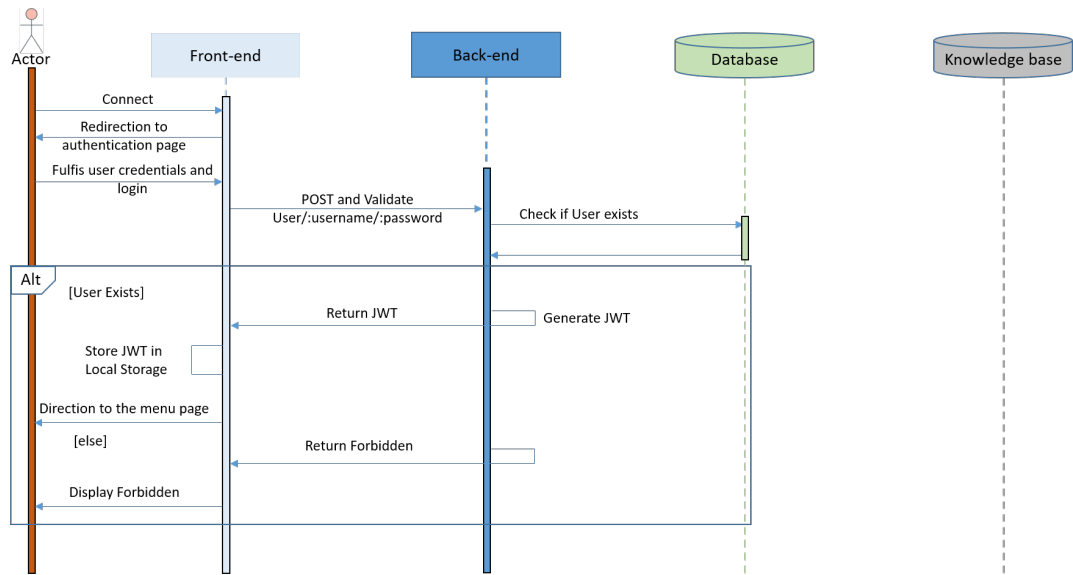 Actor
Front-end
Back-end
Database
Knowledge base
Connect
Redirection to
authentication page
Fulfis user credentials and
login
POST and Validate
User/:username/:password
Check if User exists
Alt
[User Exists]
Return JWT
Generate JWT
Store JWT in
Local Storage
Direction to the menu page
[else]
Return Forbidden
Display Forbidden